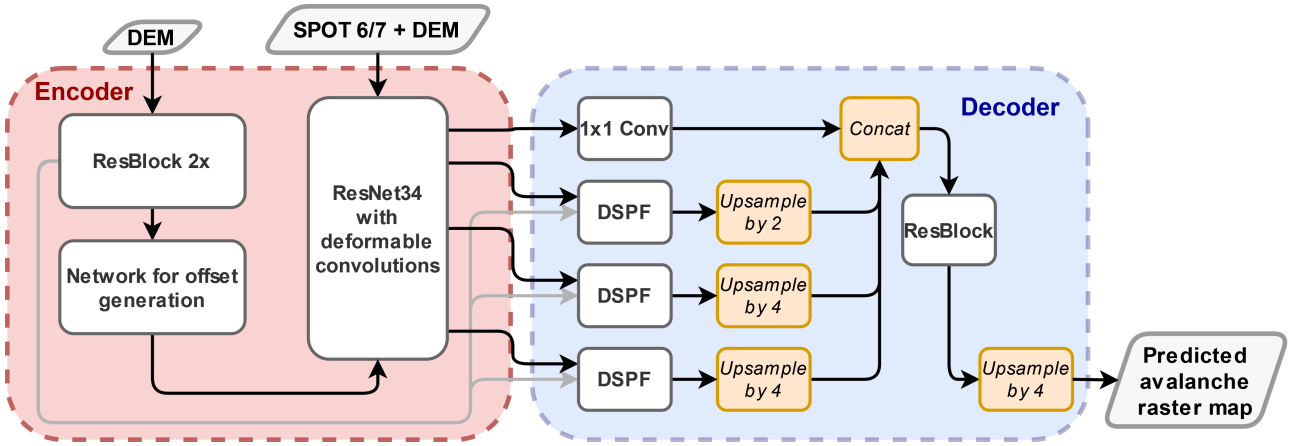 DEM
SPOT 6/7 + DEM
Encoder
ResBlock 2x
Network for offset
generation
ResNet34
with
deformable
convolutions
Decoder
1x1 Conv
Concat
DSPF
Upsample
by 2
ResBlock
DSPF
Upsample
by 4
DSPF
Upsample
by 4
Upsample
by 4
Predicted
avalanche
raster map